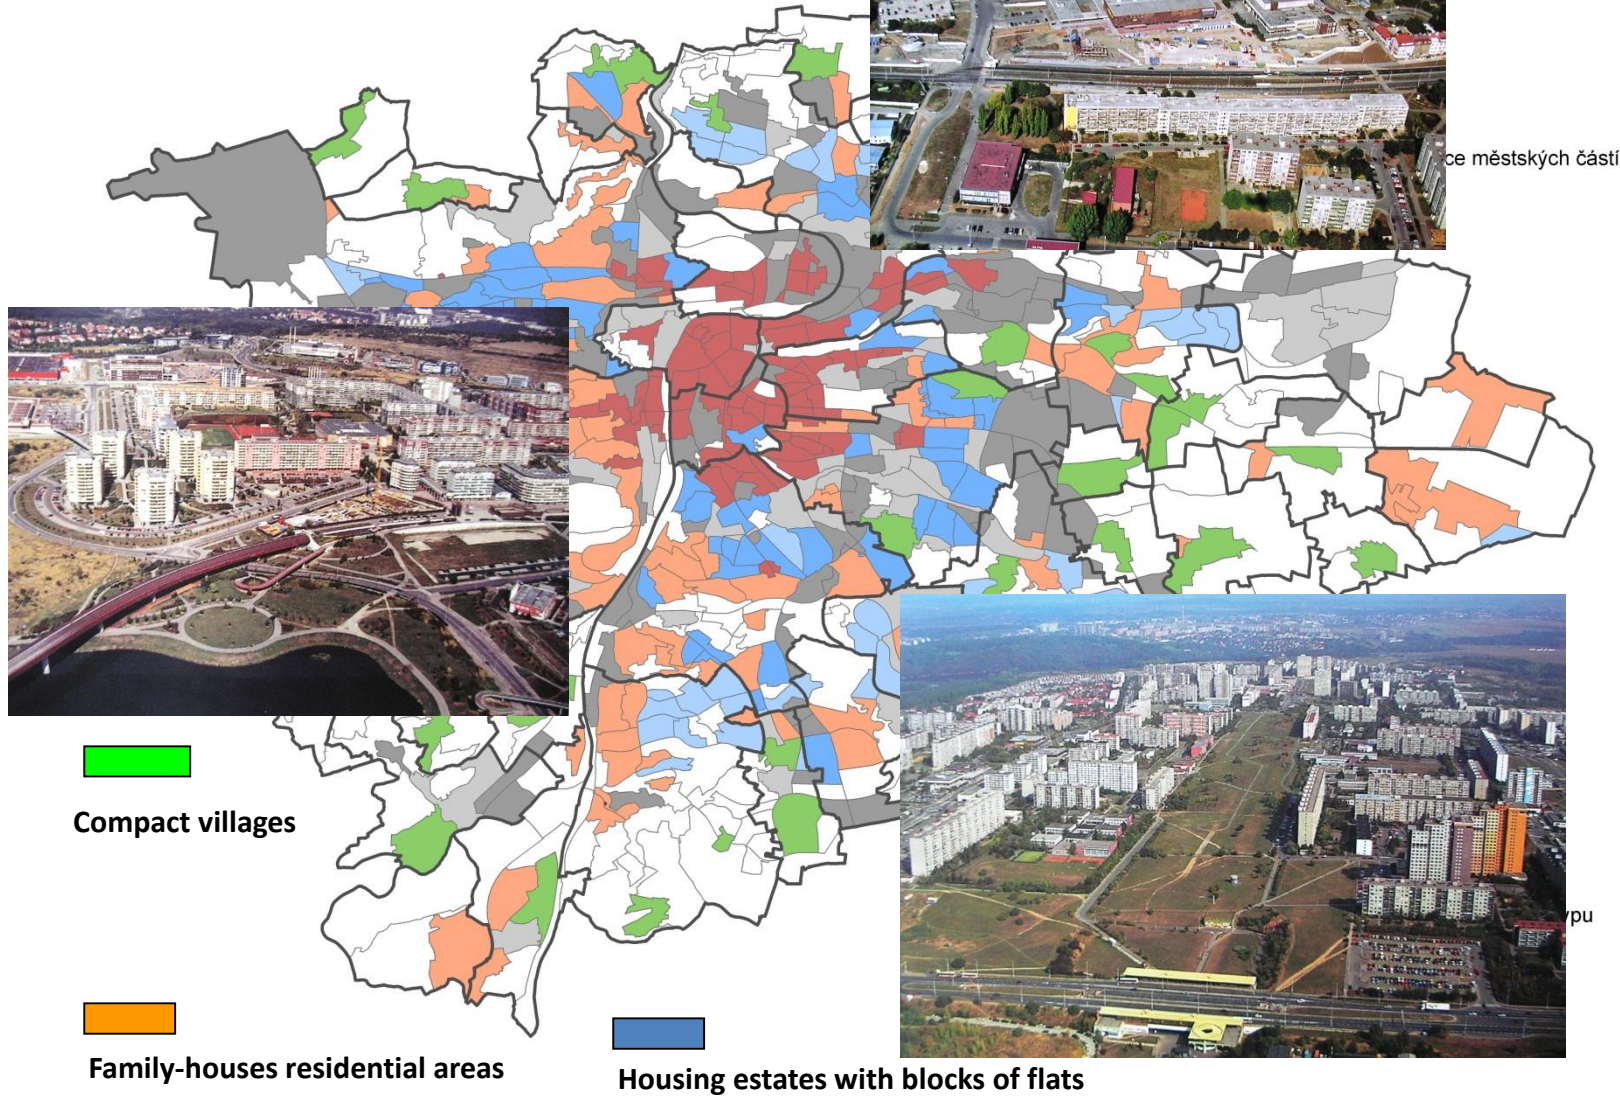 ce městských částí
Compact villages
ypu
Family-houses residential areas
Housing estates with blocks of flats